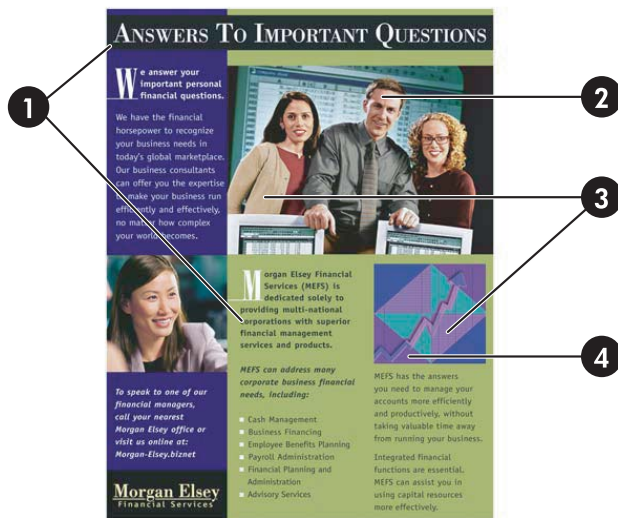 ANSWERS TO IMPORTANT QUESTIONS
We answer your
important personal
financial questions.
We have the financial
horsepower to recognize
your business needs in
today's global marketplace.
Our business consultants
can offer you the expertise
to make your business run
efficiently and effectively,
no matter how complex
your world becomes.
To speak to one of our
financial managers,
call your nearest
Morgan Elsey office or
visit us online at:
Morgan-Elsey.biznet
Morgan Elsey
Financial Services
Morgan Elsey Financial
Services (MEFS) is
dedicated solely to
providing multi-national
corporations with superior
financial management
services and products.
MEFS can address many
corporate business financial
needs, including:
Cash Management
Business Financing
Employee Benefits Planning
Payroll Administration
Financial Planning and
Administration
Advisory Services
MEFS has the answers
you need to manage your
accounts more efficiently
and productively, without
taking valuable time away
from running your business.
Integrated financial
functions are essential.
MEFS can assist you in
using capital resources
more effectively.
1
2
3
4